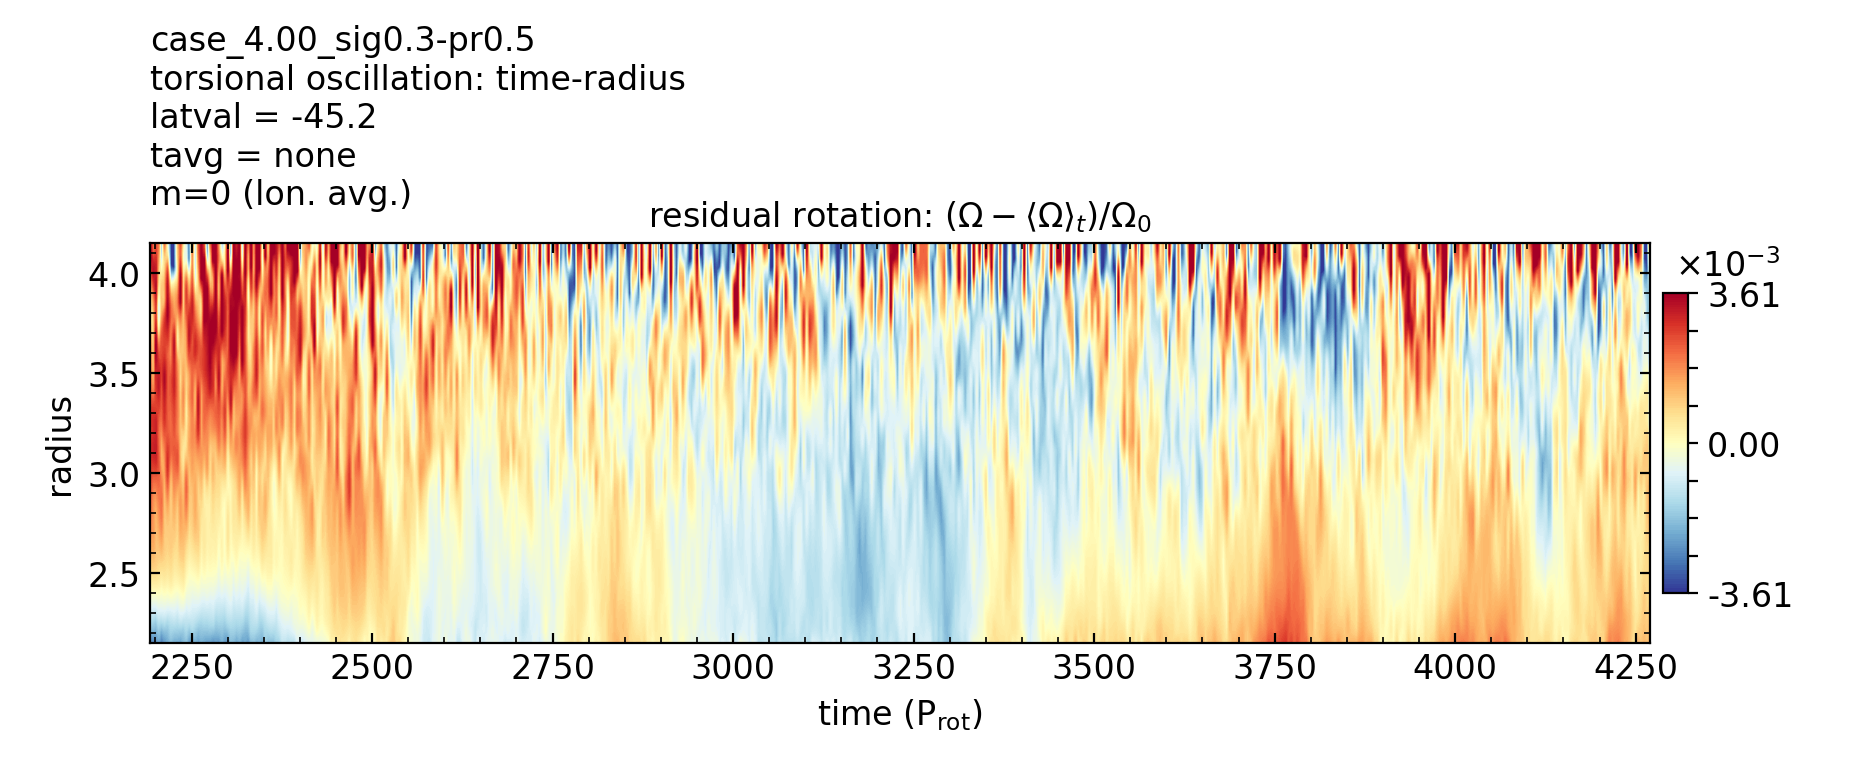 case_4.00_sig0.3-pr0.5
torsional oscillation: time-radius
latval = -45.2
tavg = none
m=0 (lon. avg.)
residual rotation: (Ω − ⟨Ω⟩t)/Ω0
×10−3
3.61
0.00
-3.61
radius
4.0
3.5
3.0
2.5
2250 2500 2750 3000 3250 3500 3750 4000 4250
time (Prot)